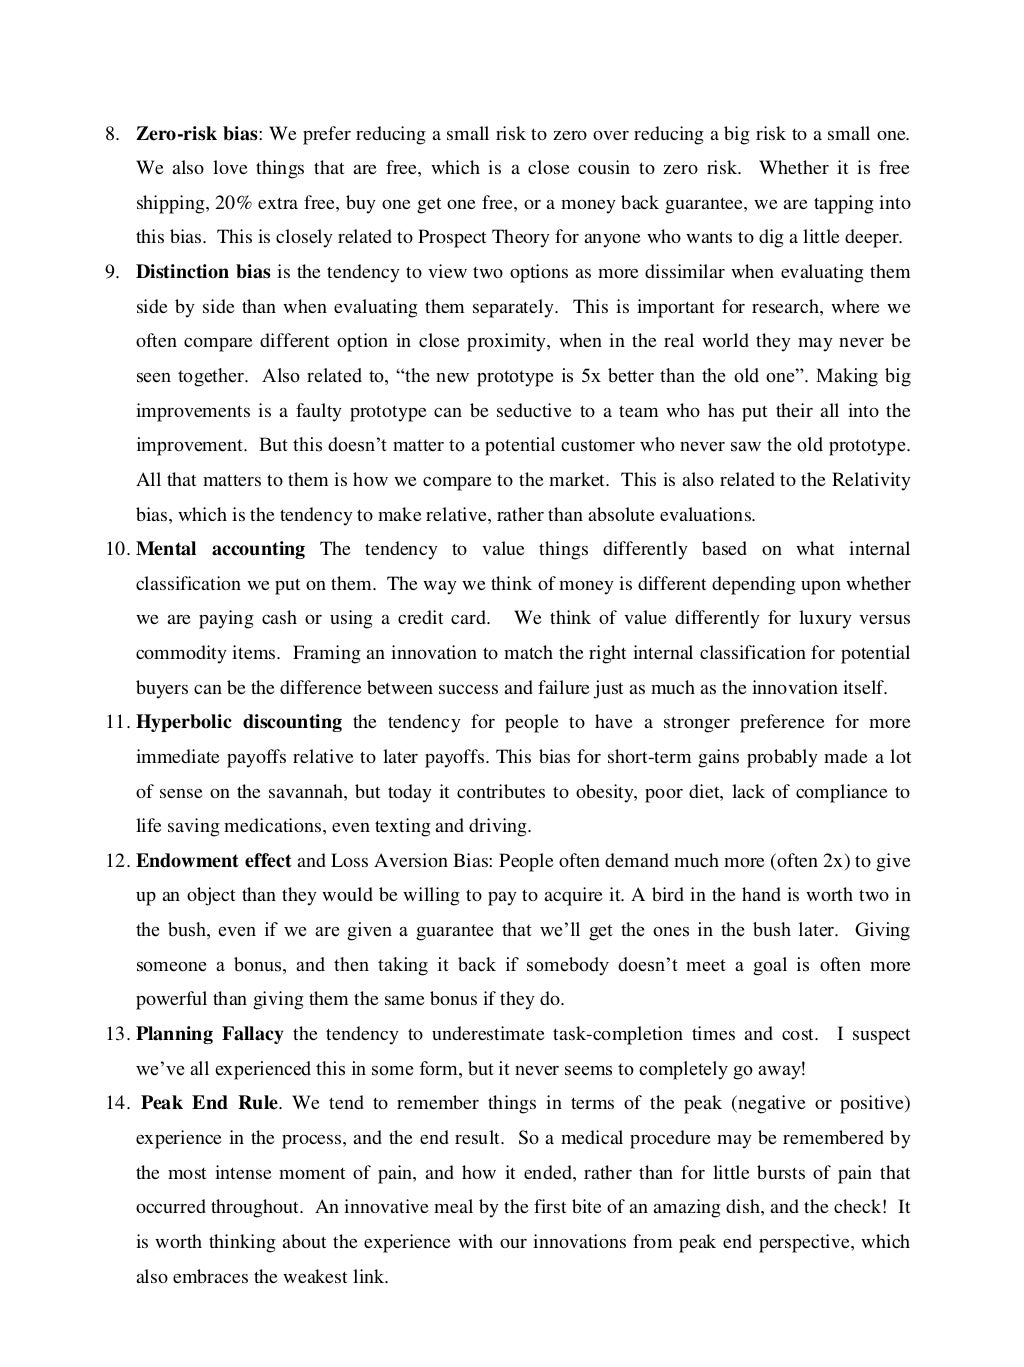 8. Zero-risk bias: We prefer reducing a small risk to zero over reducing a big risk to a small one.
We also love things that are free, which is a close cousin to zero risk. Whether it is free
shipping, 20% extra free, buy one get one free, or a money back guarantee, we are tapping into
this bias. This is closely related to Prospect Theory for anyone who wants to dig a little deeper.
9. Distinction bias is the tendency to view two options as more dissimilar when evaluating them
side by side than when evaluating them separately. This is important for research, where we
often compare different option in close proximity, when in the real world they may never be
seen together. Also related to, “the new prototype is 5x better than the old one”. Making big
improvements is a faulty prototype can be seductive to a team who has put their all into the
improvement. But this doesn’t matter to a potential customer who never saw the old prototype.
All that matters to them is how we compare to the market. This is also related to the Relativity
bias, which is the tendency to make relative, rather than absolute evaluations.
10. Mental accounting The tendency to value things differently based on what internal
classification we put on them. The way we think of money is different depending upon whether
we are paying cash or using a credit card. We think of value differently for luxury versus
commodity items. Framing an innovation to match the right internal classification for potential
buyers can be the difference between success and failure just as much as the innovation itself.
11. Hyperbolic discounting the tendency for people to have a stronger preference for more
immediate payoffs relative to later payoffs. This bias for short-term gains probably made a lot
of sense on the savannah, but today it contributes to obesity, poor diet, lack of compliance to
life saving medications, even texting and driving.
12. Endowment effect and Loss Aversion Bias: People often demand much more (often 2x) to give
up an object than they would be willing to pay to acquire it. A bird in the hand is worth two in
the bush, even if we are given a guarantee that we’ll get the ones in the bush later. Giving
someone a bonus, and then taking it back if somebody doesn’t meet a goal is often more
powerful than giving them the same bonus if they do.
13. Planning Fallacy the tendency to underestimate task-completion times and cost. I suspect
we’ve all experienced this in some form, but it never seems to completely go away!
14. Peak End Rule. We tend to remember things in terms of the peak (negative or positive)
experience in the process, and the end result. So a medical procedure may be remembered by
the most intense moment of pain, and how it ended, rather than for little bursts of pain that
occurred throughout. An innovative meal by the first bite of an amazing dish, and the check! It
is worth thinking about the experience with our innovations from peak end perspective, which
also embraces the weakest link.